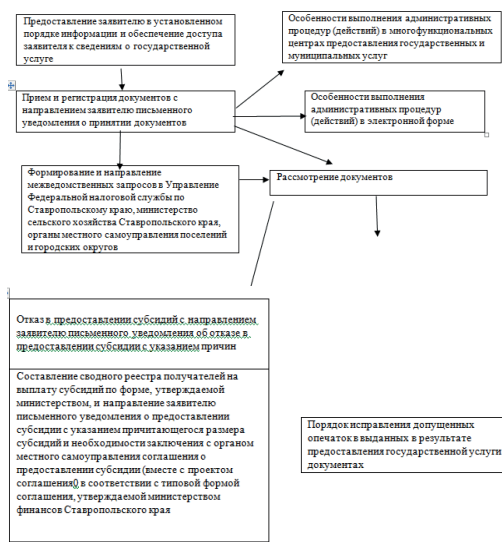 Предоставление заявителю в установленном
порядке информации и обеспечение доступа
заявителя к сведениям о государственной
услуге
Особенности выполнения административных
процедур (действий) в многофункциональных
центрах предоставления государственных и
муниципальных услуг
Прием и регистрация документов с
направлением заявителю письменного
уведомления о принятии документов
Особенности выполнения
административных процедур
(действий) в электронной форме
Формирование и направление
межведомственных запросов в Управление
Федеральной налоговой службы по
Ставропольскому краю, министерство
сельского хозяйства Ставропольского края,
органы местного самоуправления поселений
и городских округов
Рассмотрение документов
Отказ в предоставлении субсидий с направлением
заявителю письменного уведомления об отказе в
предоставлении субсидии с указанием причин
Составление сводного реестра получателей на
выплату субсидий по форме, утверждаемой
министерством, и направление заявителю
письменного уведомления о предоставлении
субсидии с указанием причитающегося размера
субсидий и необходимости заключения с органом
местного самоуправления соглашения о
предоставлении субсидии (вместе с проектом
соглашения0 в соответствии с типовой формой
соглашения, утверждаемой министерством
финансов Ставропольского края
Порядок исправления допущенных
опечаток в выданных в результате
предоставления государственной услуги
документах